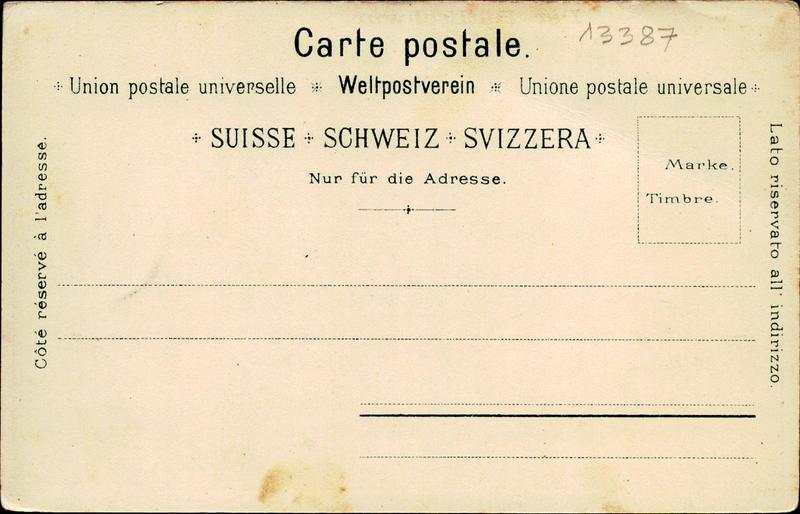 Carte postale.
13387
Union postale universelle Weltpostverein Unione postale universale
SUISSE SCHWEIZ SVIZZERA
Nur für die Adresse.
Marke.
Timbre.
Côté réservé à l'adresse.
Lato riservato all' indirizzo.